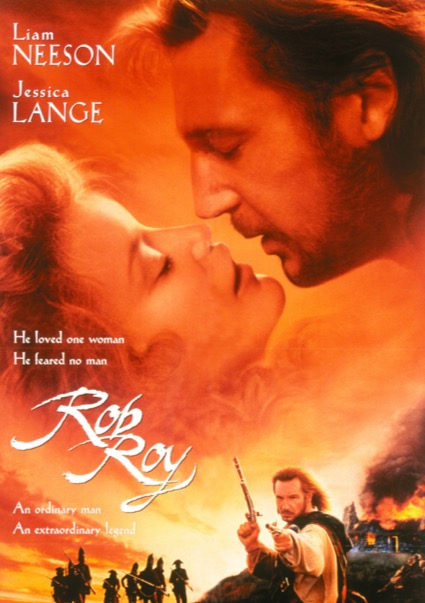 Liam
NEESON
Jessica
LANGE
He loved one woman
He feared no man
Rob
Roy
An ordinary man
An extraordinary legend